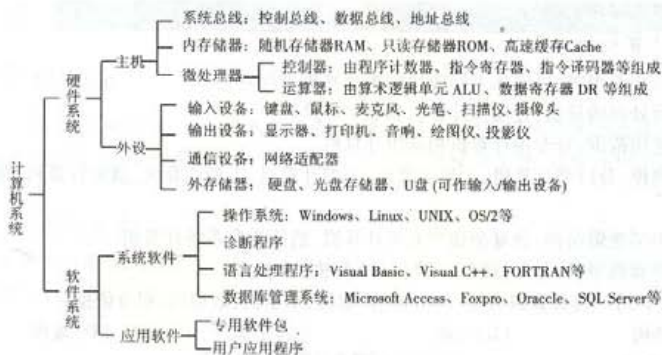 系统总线：控制总线、数据总线、地址总线
内存储器：随机存储器RAM、只读存储器ROM、高速缓存Cache
主机
微处理器
控制器：由程序计数器、指令寄存器、指令译码器等组成
运算器：由算术逻辑单元 ALU、数据寄存器 DR 等组成
硬件系统
输入设备：键盘、鼠标、麦克风、光笔、扫描仪、摄像头
输出设备：显示器、打印机、音响、绘图仪、投影仪
外设
通信设备：网络适配器
外存储器：硬盘、光盘存储器、U盘(可作输入/输出设备)
计算机系统
操作系统：Windows、Linux、UNIX、OS/2等
诊断程序
系统软件
语言处理程序：Visual Basic、Visual C++、FORTRAN等
数据库管理系统：Microsoft Access、Foxpro、Oraccle、SQL Server等
软件系统
应用软件
专用软件包
用户应用程序